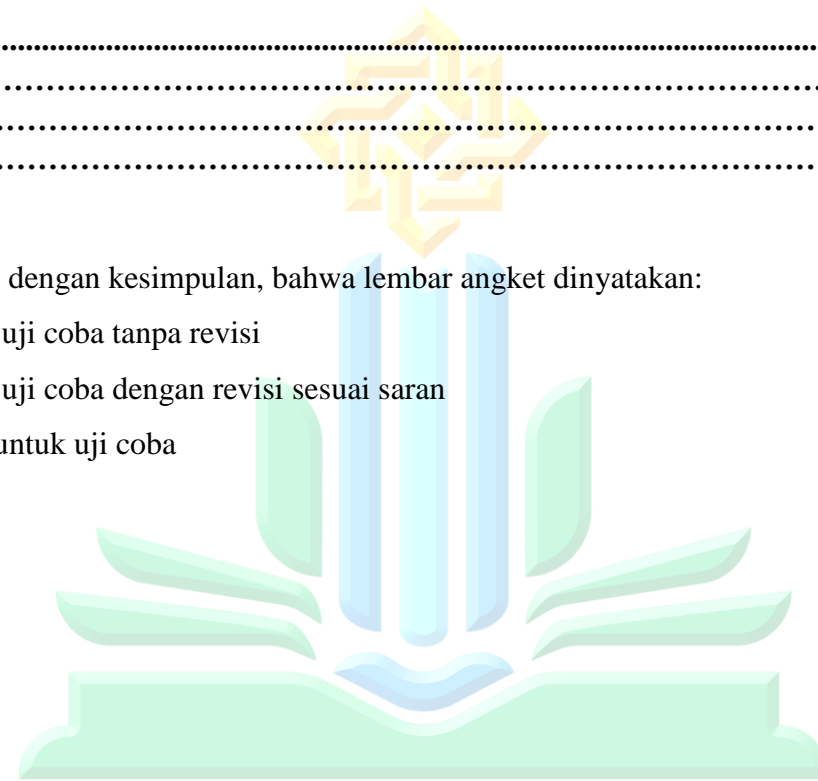 dengan kesimpulan, bahwa lembar angket dinyatakan:
uji coba tanpa revisi
uji coba dengan revisi sesuai saran
untuk uji coba